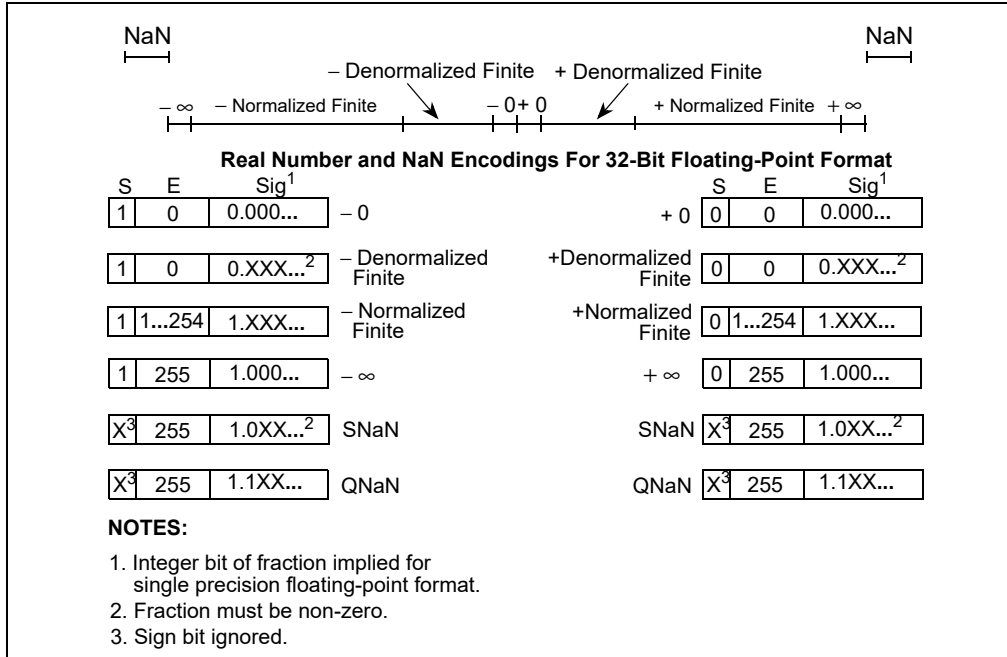 NaN NaN
− Denormalized Finite + Denormalized Finite
− ∞ − Normalized Finite − 0 + 0 + Normalized Finite + ∞
Real Number and NaN Encodings For 32-Bit Floating-Point Format
S E Sig1 S E Sig1
1 0 0.000... − 0 + 0 0 0 0.000...
1 0 0.XXX...2 − Denormalized Finite +Denormalized Finite 0 0 0.XXX...2
1 1...254 1.XXX... − Normalized Finite +Normalized Finite 0 1...254 1.XXX...
1 255 1.000... − ∞ + ∞ 0 255 1.000...
X3 255 1.0XX...2 SNaN SNaN X3 255 1.0XX...2
X3 255 1.1XX... QNaN QNaN X3 255 1.1XX...
NOTES:
1. Integer bit of fraction implied for
single precision floating-point format.
2. Fraction must be non-zero.
3. Sign bit ignored.